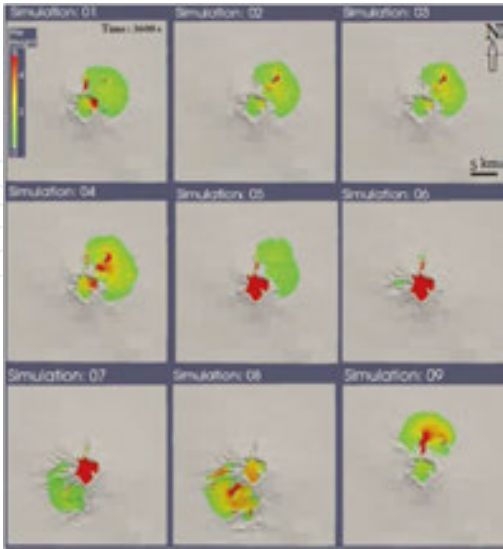 Simulation: 01
Simulation: 02
Simulation: 03
Time: 3600 s
N
5 kms
Simulation: 04
Simulation: 05
Simulation: 06
Simulation: 07
Simulation: 08
Simulation: 09